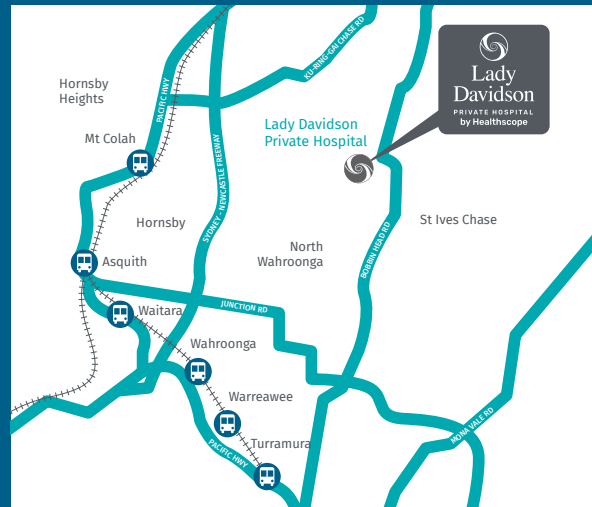 KU-RING-GAI CHASE RD
Lady
Davidson
PRIVATE HOSPITAL
by Healthscope
Hornsby
Heights
PACIFIC HWY
Lady Davidson
Private Hospital
Mt Colah
SYDNEY - NEWCASTLE FREEWAY
Hornsby
St Ives Chase
North
Wahroonga
BOBBIN HEAD RD
Asquith
JUNCTION RD
Waitara
Wahroonga
Warreawee
MONA VALE RD
Turramura
PACIFIC HWY